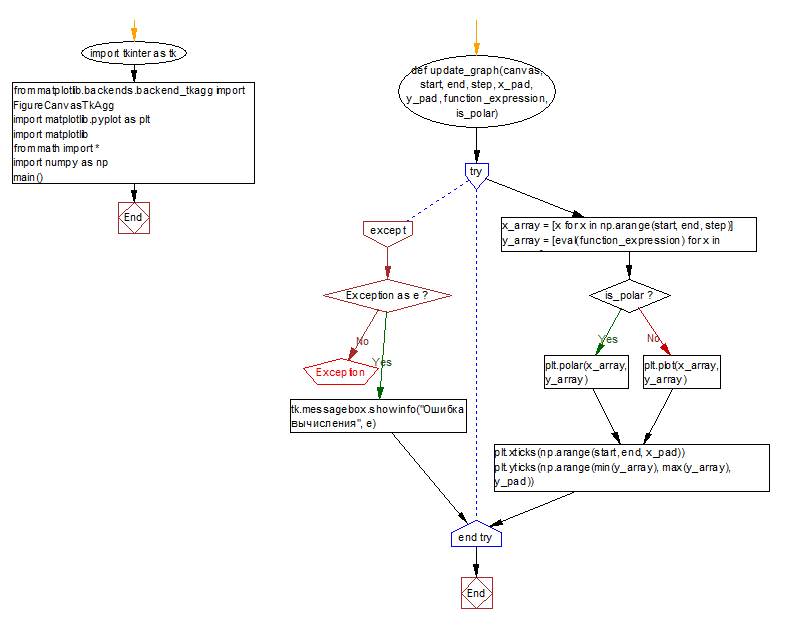 import tkinter as tk
from matplotlib.backends.backend_tkagg import
FigureCanvasTkAgg
import matplotlib.pyplot as plt
import matplotlib
from math import *
import numpy as np
main()
End
def update_graph(canvas,
start, end, step, x_pad,
y_pad, function_expression,
is_polar)
try
except
x_array = [x for x in np.arange(start, end, step)]
y_array = [eval(function_expression) for x in
Exception as e ?
is_polar ?
No
Yes
Exception
Yes
No
plt.polar(x_array,
y_array)
plt.plot(x_array,
y_array)
tk.messagebox.showinfo("Ошибка
вычисления", e)
plt.xticks(np.arange(start, end, x_pad))
plt.yticks(np.arange(min(y_array), max(y_array),
y_pad))
end try
End